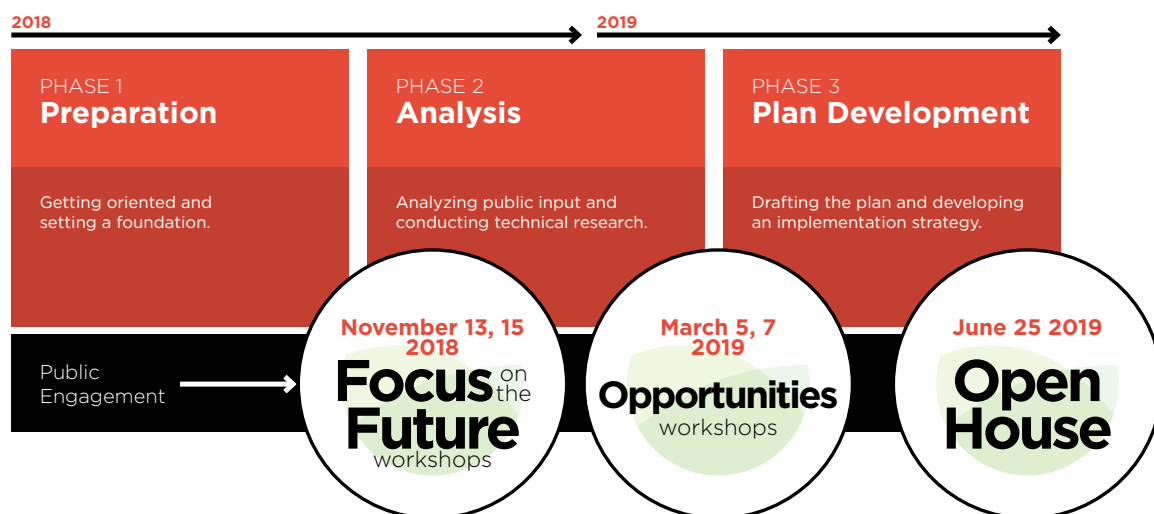 2018
2019
PHASE 1
Preparation
Getting oriented and
setting a foundation.
PHASE 2
Analysis
Analyzing public input and
conducting technical research.
PHASE 3
Plan Development
Drafting the plan and developing
an implementation strategy.
Public
Engagement
November 13, 15
2018
Focus on the
Future
workshops
March 5, 7
2019
Opportunities
workshops
June 25 2019
Open
House